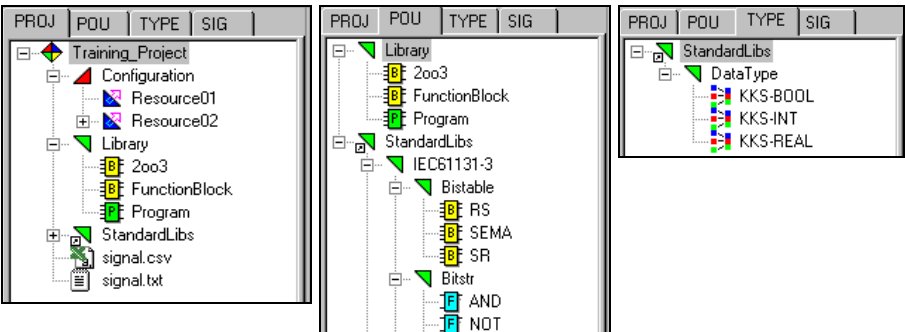 PROJ POU TYPE SIG
Training_Project
Configuration
Resource01
Resource02
Library
B 2oo3
B FunctionBlock
P Program
StandardLibs
signal.csv
signal.txt
PROJ POU TYPE SIG
Library
B 2oo3
B FunctionBlock
P Program
StandardLibs
IEC61131-3
Bistable
B RS
B SEMA
B SR
Bitstr
F AND
F NOT
PROJ POU TYPE SIG
StandardLibs
DataType
KKS-BOOL
KKS-INT
KKS-REAL